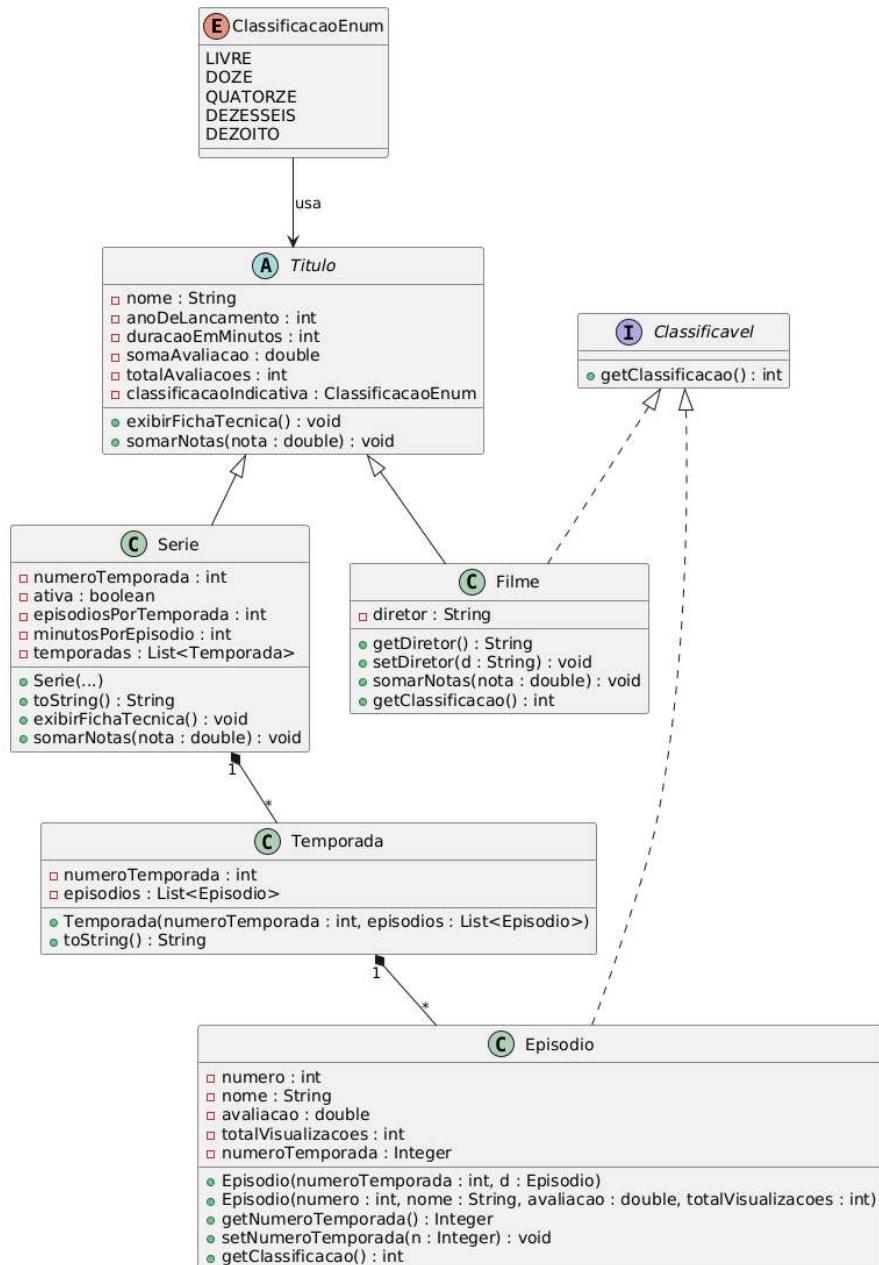 E ClassificacaoEnum
LIVRE
DOZE
QUATORZE
DEZESSEIS
DEZOITO
usa
A Titulo
nome : String
anoDeLancamento : int
duracaoEmMinutos : int
somaAvaliacao : double
totalAvaliacoes : int
classificacaoIndicativa : ClassificacaoEnum
exibirFichaTecnica() : void
somarNotas(nota : double) : void
I Classificavel
getClassificacao() : int
C Serie
numeroTemporada : int
ativa : boolean
episodiosPorTemporada : int
minutosPorEpisodio : int
temporadas : List<Temporada>
Serie(...)
toString() : String
exibirFichaTecnica() : void
somarNotas(nota : double) : void
C Filme
diretor : String
getDiretor() : String
setDiretor(d : String) : void
somarNotas(nota : double) : void
getClassificacao() : int
1
*
C Temporada
numeroTemporada : int
episodios : List<Episodio>
Temporada(numeroTemporada : int, episodios : List<Episodio>)
toString() : String
1
*
C Episodio
numero : int
nome : String
avaliacao : double
totalVisualizacoes : int
numeroTemporada : Integer
Episodio(numeroTemporada : int, d : Episodio)
Episodio(numero : int, nome : String, avaliacao : double, totalVisualizacoes : int)
getNumeroTemporada() : Integer
setNumeroTemporada(n : Integer) : void
getClassificacao() : int